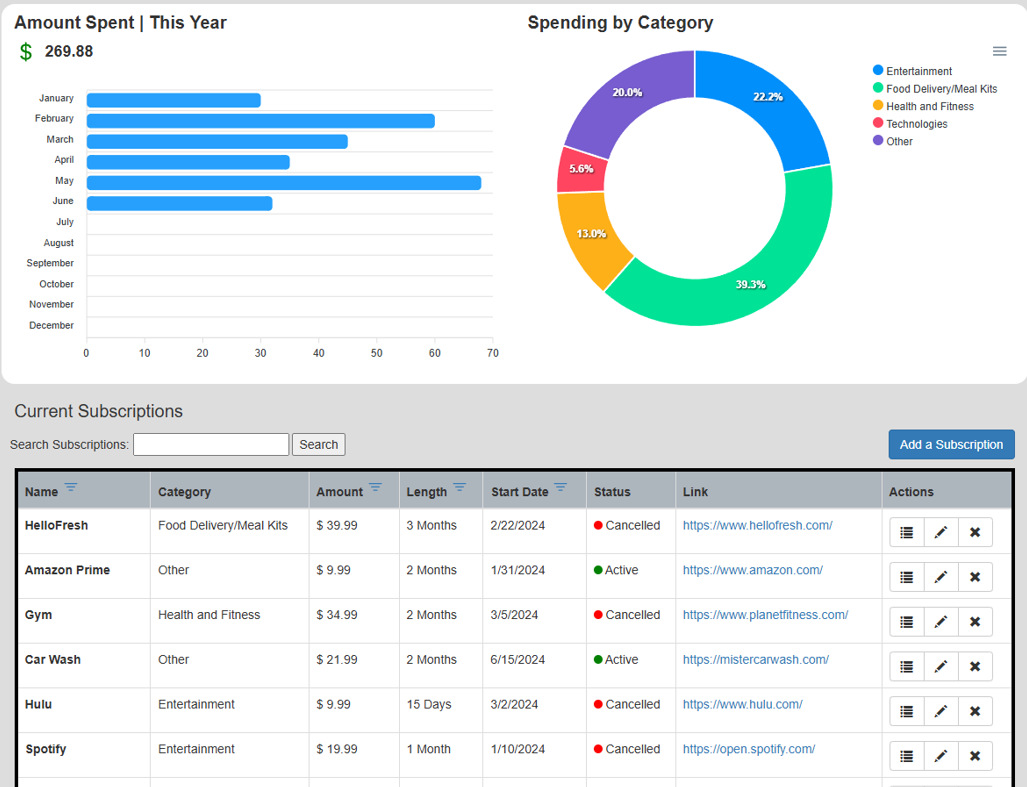 Amount Spent | This Year
$ 269.88
January
February
March
April
May
June
July
August
September
October
November
December
0 10 20 30 40 50 60 70
Spending by Category
20.0%
22.2%
5.6%
13.0%
39.3%
Entertainment
Food Delivery/Meal Kits
Health and Fitness
Technologies
Other
Current Subscriptions
Search Subscriptions: Search Add a Subscription
Name Category Amount Length Start Date Status Link Actions
HelloFresh Food Delivery/Meal Kits $ 39.99 3 Months 2/22/2024 Cancelled https://www.hellofresh.com/
Amazon Prime Other $ 9.99 2 Months 1/31/2024 Active https://www.amazon.com/
Gym Health and Fitness $ 34.99 2 Months 3/5/2024 Cancelled https://www.planetfitness.com/
Car Wash Other $ 21.99 2 Months 6/15/2024 Active https://mistercarwash.com/
Hulu Entertainment $ 9.99 15 Days 3/2/2024 Cancelled https://www.hulu.com/
Spotify Entertainment $ 19.99 1 Month 1/10/2024 Cancelled https://open.spotify.com/